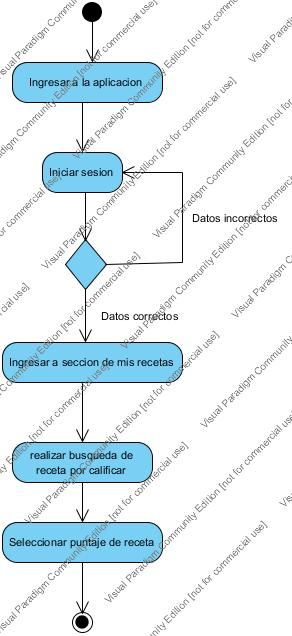 Ingresar a la aplicacion
Iniciar sesion
Datos incorrectos
Datos correctos
Ingresar a seccion de mis recetas
realizar busqueda de
receta por calificar
Seleccionar puntaje de receta
Visual Paradigm Community Edition [not for commercial use]